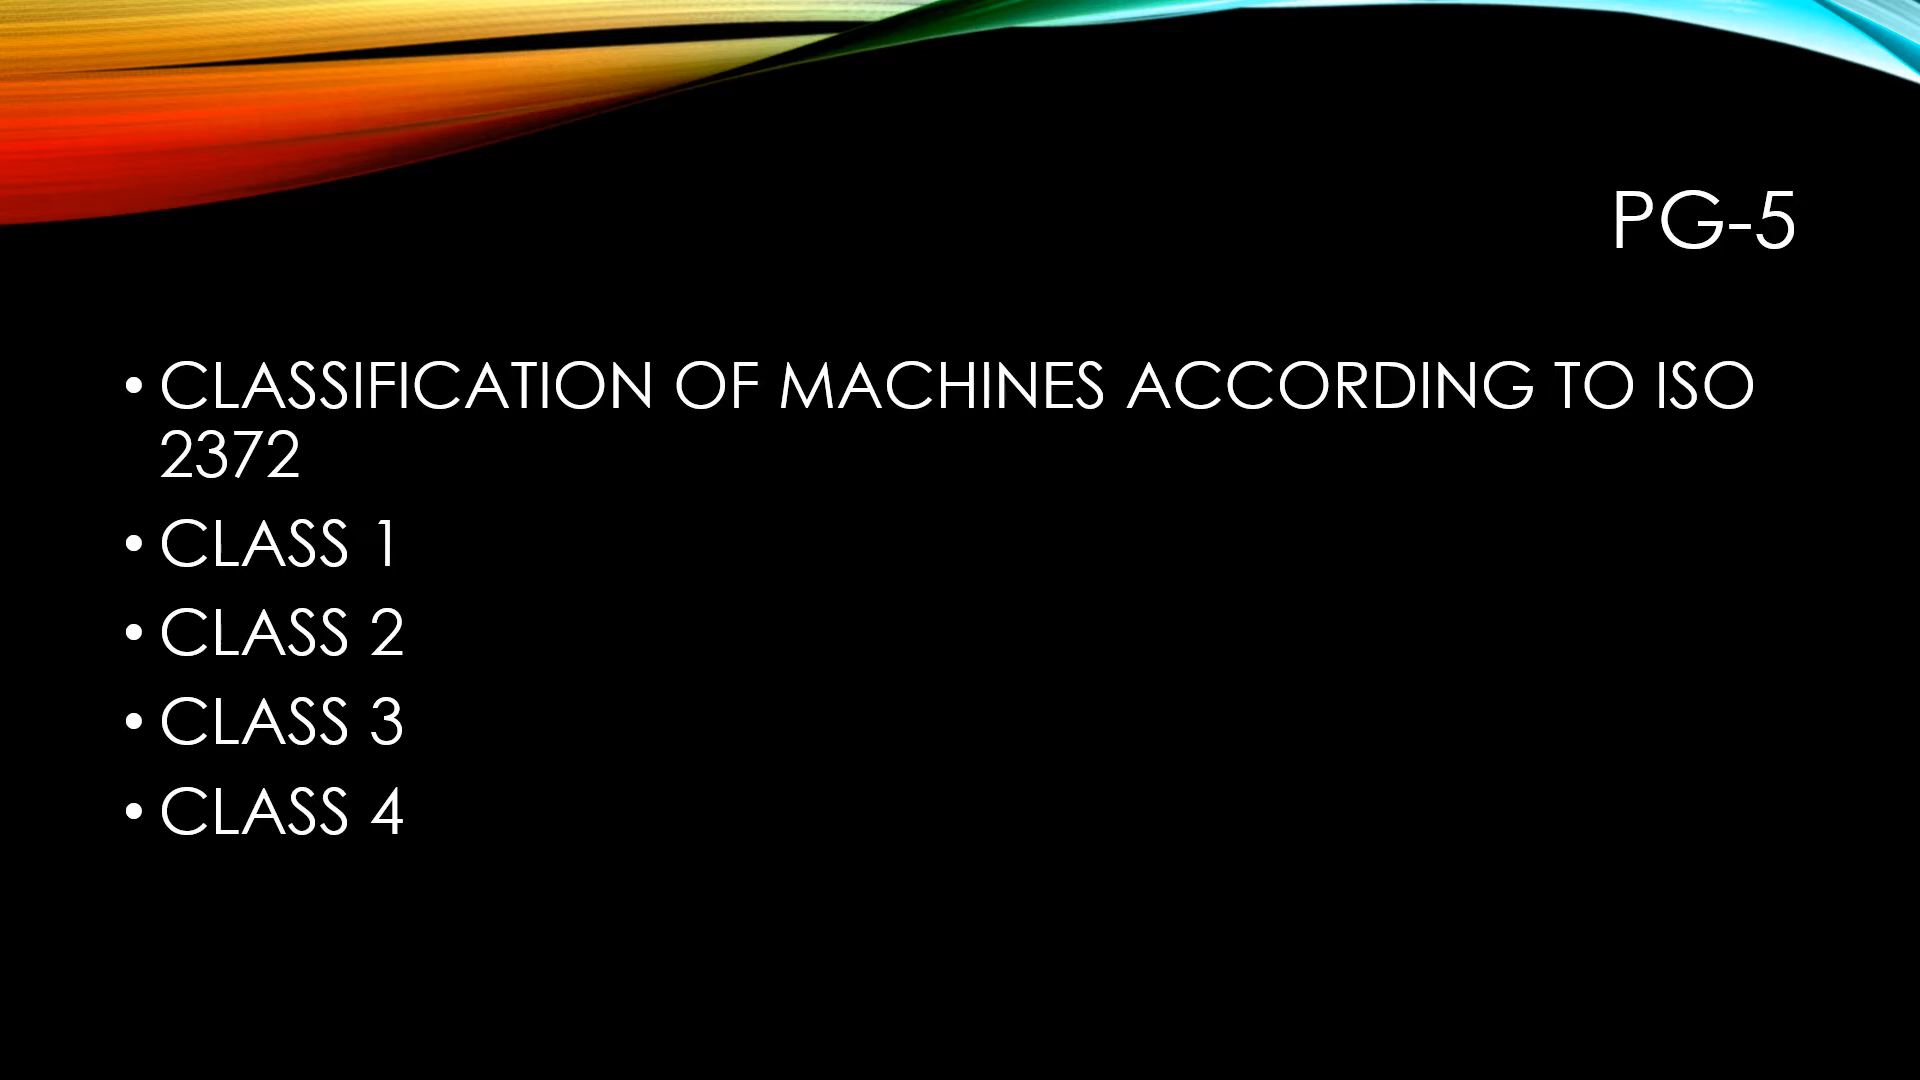 PG-5
• CLASSIFICATION OF MACHINES ACCORDING TO ISO
2372
• CLASS 1
• CLASS 2
• CLASS 3
• CLASS 4